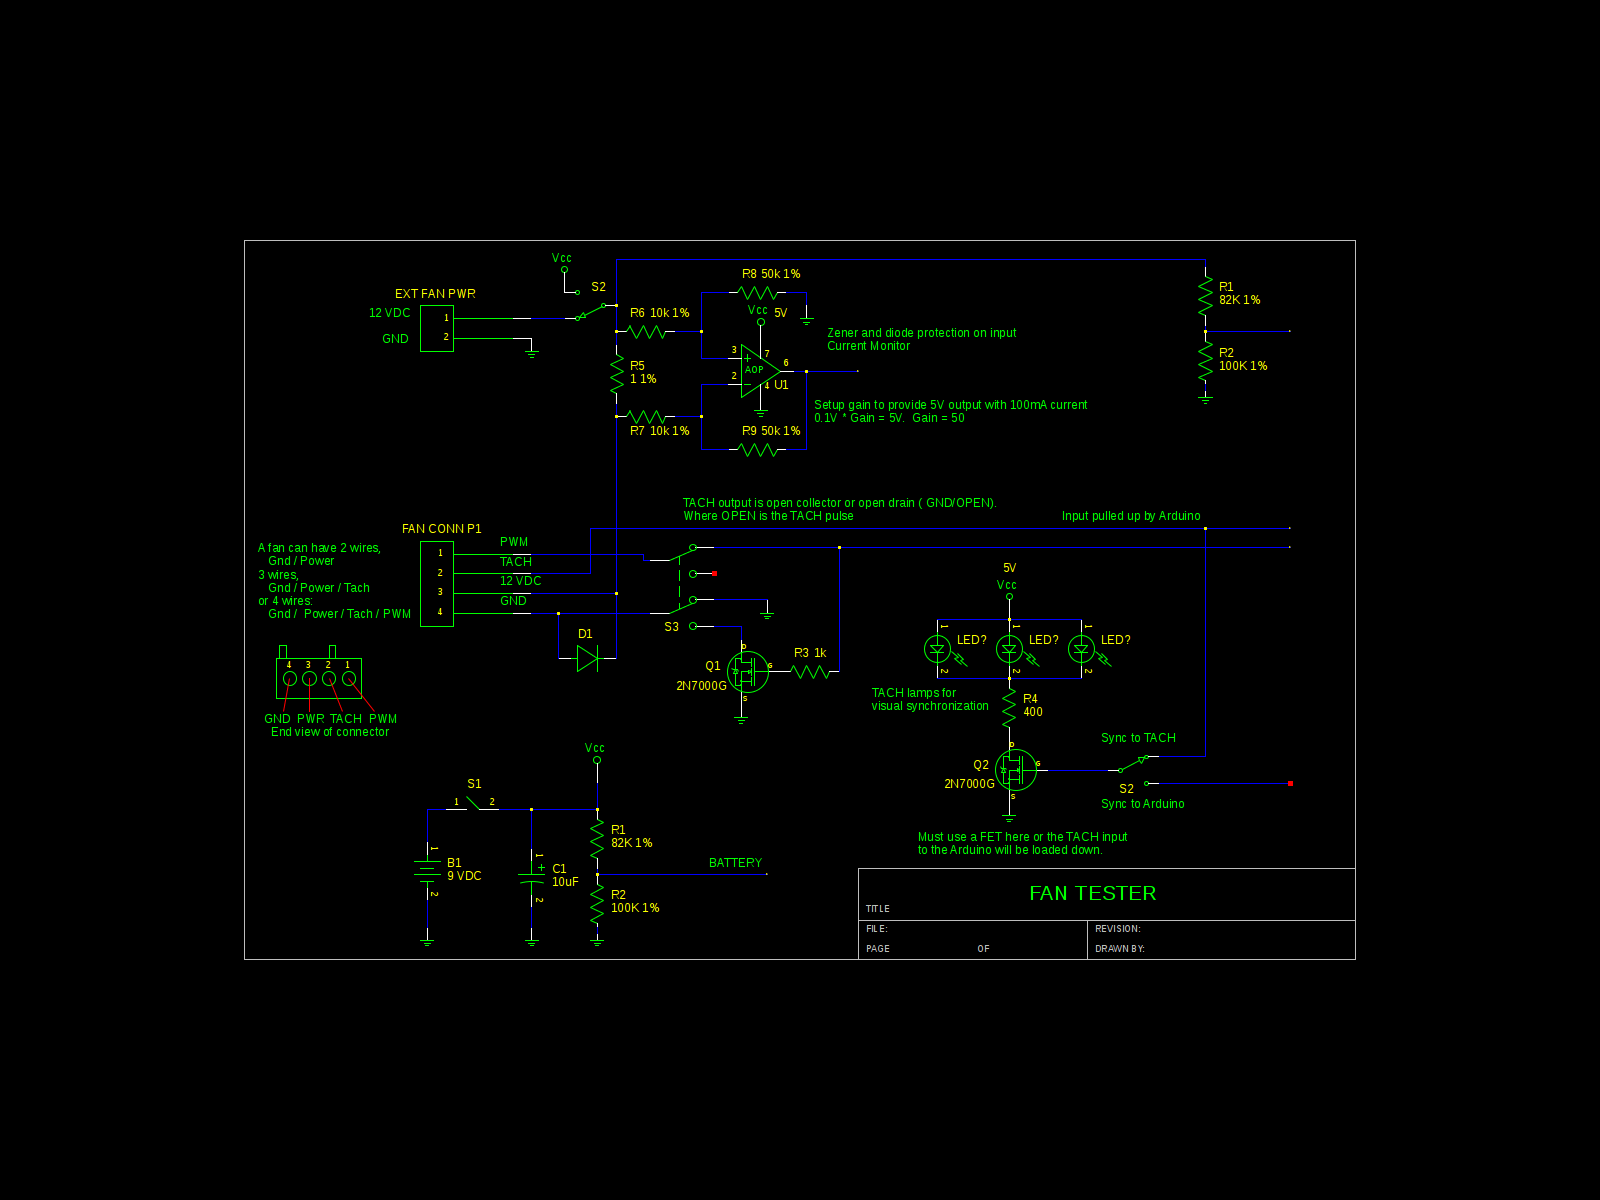 Vcc
S2
EXT FAN PWR
12 VDC
1
GND
2
R8 50k 1%
Vcc 5V
R6 10k 1%
R1
82K 1%
Zener and diode protection on input
Current Monitor
3
7
6
AOP
2
4
U1
R5
1 1%
R2
100K 1%
Setup gain to provide 5V output with 100mA current
0.1V * Gain = 5V. Gain = 50
R7 10k 1%
R9 50k 1%
TACH output is open collector or open drain ( GND/OPEN).
Where OPEN is the TACH pulse
Input pulled up by Arduino
FAN CONN P1
PWM
1
TACH
2
12 VDC
3
GND
4
A fan can have 2 wires,
Gnd / Power
3 wires,
Gnd / Power / Tach
or 4 wires:
Gnd / Power / Tach / PWM
5V
Vcc
S3
D1
1
1
1
LED?
LED?
LED?
2
2
2
4 3 2 1
GND PWR TACH PWM
End view of connector
D
Q1
G
2N7000G
S
R3 1k
TACH lamps for
visual synchronization
R4
400
D
Q2
G
2N7000G
S
Sync to TACH
S2
Sync to Arduino
Vcc
S1
1
2
R1
82K 1%
1
B1
9 VDC
2
1
+
C1
10uF
2
BATTERY
R2
100K 1%
Must use a FET here or the TACH input
to the Arduino will be loaded down.
FAN TESTER
TITLE
FILE:
REVISION:
PAGE OF
DRAWN BY: